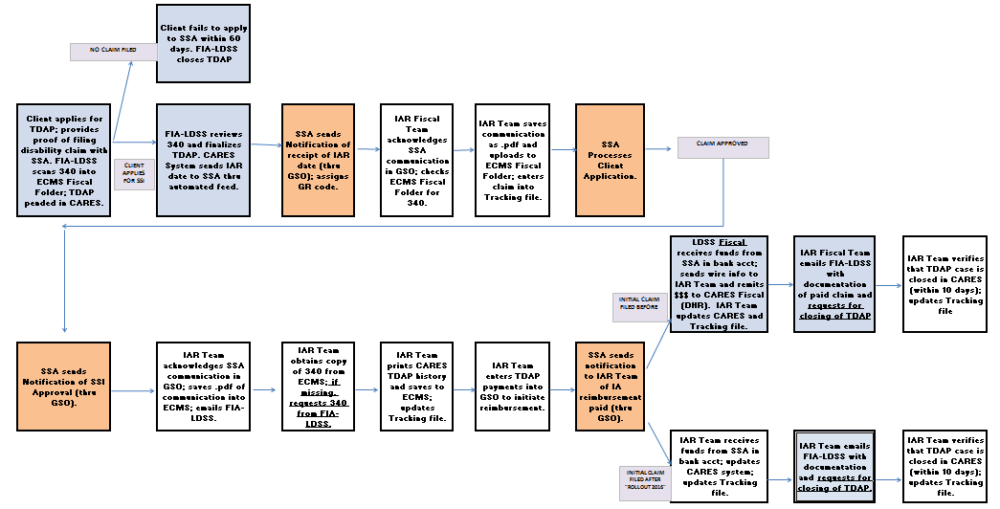 Client fails to apply
to SSA within 60
days. FIA-LDSS
closes TDAP
NO CLAIM FILED
Client applies for
TDAP; provides
proof of filing
disability claim with
SSA. FIA-LDSS
scans 340 into
ECMS Fiscal
Folder; TDAP
pended in CARES.
CLIENT
APPLIES
FOR SSI
FIA-LDSS reviews
340 and finalizes
TDAP. CARES
System sends IAR
date to SSA thru
automated feed.
SSA sends
Notification of
receipt of IAR
date (thru
GSO); assigns
GR code.
IAR Fiscal
Team
acknowledges
SSA
communication
in GSO; checks
ECMS Fiscal
Folder for
340.
IAR Team saves
communication
as .pdf and
uploads to
ECMS Fiscal
Folder; enters
claim into
Tracking file.
SSA
Processes
Client
Application.
CLAIM APPROVED
SSA sends
Notification of SSI
Approval (thru
GSO).
IAR Team
acknowledges SSA
communication in
GSO; saves .pdf of
communication into
ECMS; emails FIA-
LDSS.
IAR Team
obtains copy
of 340 from
ECMS; if
missing,
requests 340
from FIA-
LDSS.
IAR Team
prints CARES
TDAP history
and saves to
ECMS;
updates
Tracking file.
IAR Team
enters TDAP
payments into
GSO to initiate
reimbursement.
SSA sends
notification
to IAR Team
of IA
reimbursement
paid (thru
GSO).
INITIAL CLAIM
FILED BEFORE
LDSS Fiscal
receives funds from
SSA in bank acct;
sends wire info to
IAR Team and remits
$$$ to CARES Fiscal
(DHR). IAR Team
updates CARES and
Tracking file.
IAR Fiscal Team
emails FIA-LDSS
with
documentation
of paid claim and
requests for
closing of TDAP
IAR Team verifies
that TDAP case is
closed in CARES
(within 10 days);
updates Tracking
file
INITIAL CLAIM
FILED AFTER
"ROLLOUT 2016"
IAR Team receives
funds from SSA in
bank acct; updates
CARES system;
updates Tracking
file.
IAR Team emails
FIA-LDSS with
documentation
and requests for
closing of TDAP.
IAR Team verifies
that TDAP case is
closed in CARES
(within 10 days);
updates Tracking
file.